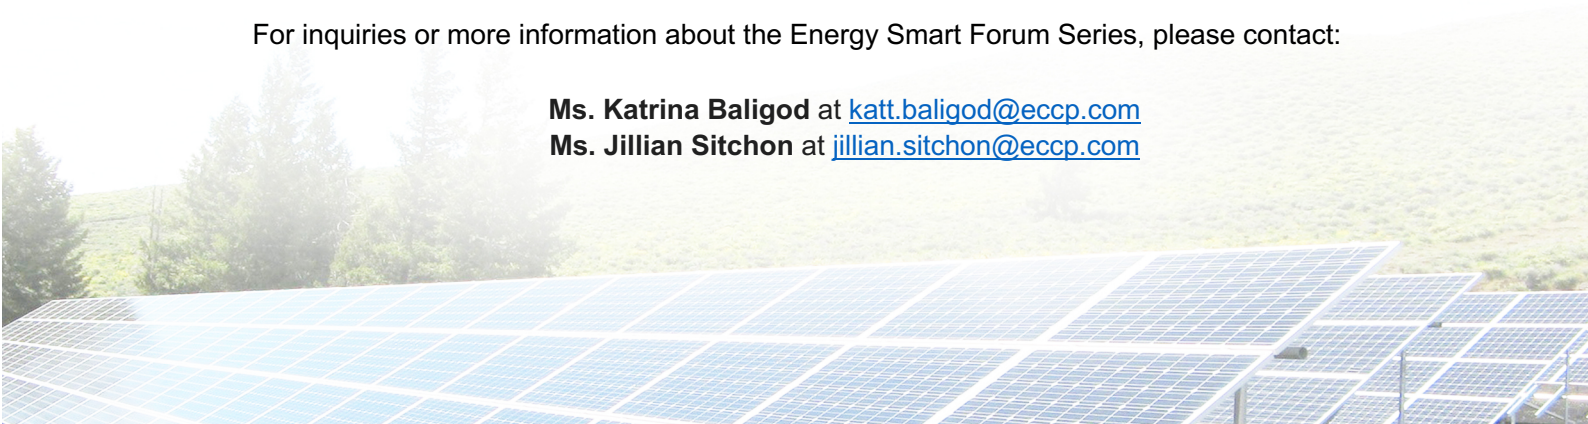 For inquiries or more information about the Energy Smart Forum Series, please contact:
Ms. Katrina Baligod at katt.baligod@eccp.com
Ms. Jillian Sitchon at jillian.sitchon@eccp.com